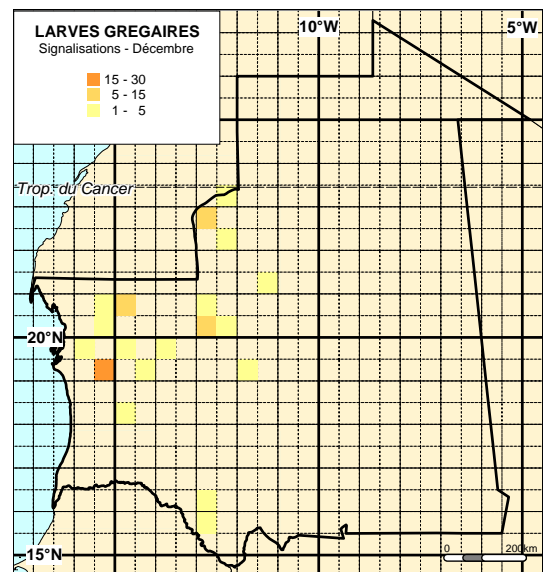 LARVES GREGAIRES
Signalisations - Décembre
15 - 30
5 - 15
1 - 5
10°W
5°W
Trop. du Cancer
20°N
15°N
0 200km